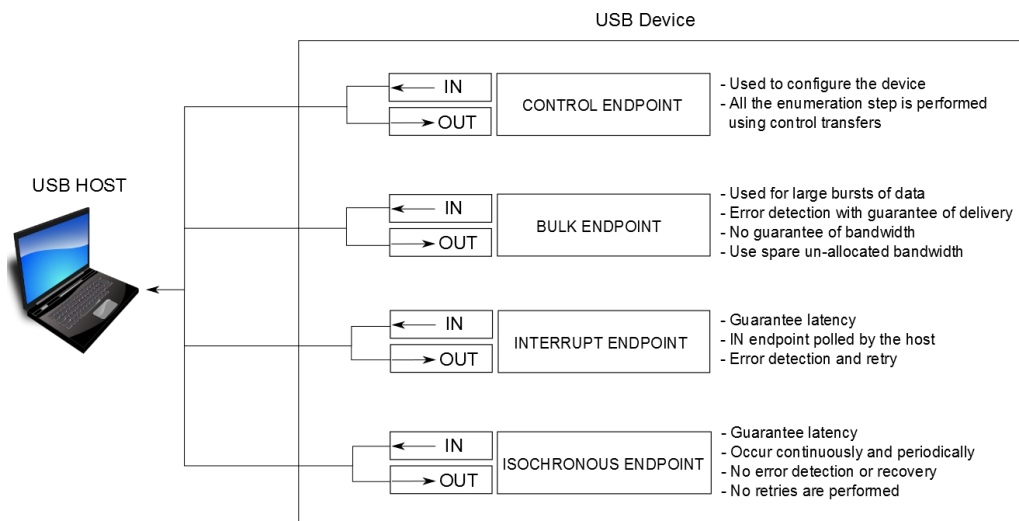 USB Device
IN
OUT
CONTROL ENDPOINT
- Used to configure the device
- All the enumeration step is performed
using control transfers
USB HOST
IN
OUT
BULK ENDPOINT
- Used for large bursts of data
- Error detection with guarantee of delivery
- No guarantee of bandwidth
- Use spare un-allocated bandwidth
IN
OUT
INTERRUPT ENDPOINT
- Guarantee latency
- IN endpoint polled by the host
- Error detection and retry
IN
OUT
ISOCHRONOUS ENDPOINT
- Guarantee latency
- Occur continuously and periodically
- No error detection or recovery
- No retries are performed